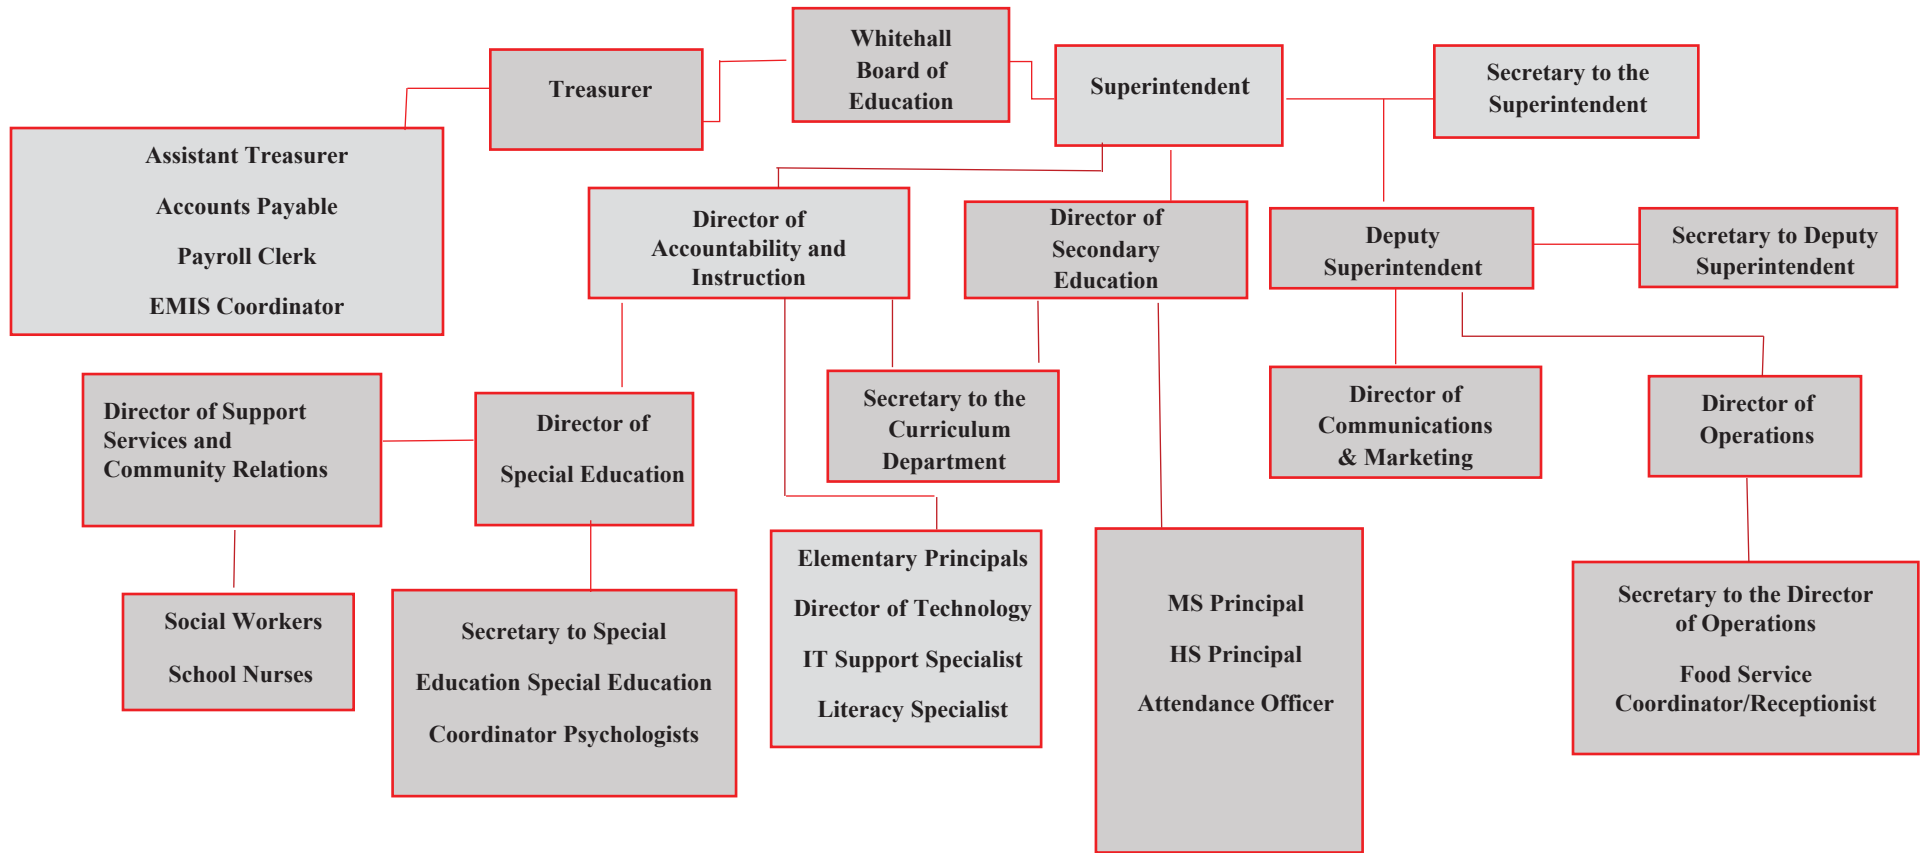 Whitehall
Board of
Education
Treasurer
Superintendent
Secretary to the
Superintendent
Assistant Treasurer
Accounts Payable
Payroll Clerk
EMIS Coordinator
Director of
Accountability and
Instruction
Director of
Secondary
Education
Deputy
Superintendent
Secretary to Deputy
Superintendent
Director of Support
Services and
Community Relations
Director of
Special Education
Secretary to the
Curriculum
Department
Director of
Communications
& Marketing
Director of
Operations
Social Workers
School Nurses
Secretary to Special
Education Special Education
Coordinator Psychologists
Elementary Principals
Director of Technology
IT Support Specialist
Literacy Specialist
MS Principal
HS Principal
Attendance Officer
Secretary to the Director
of Operations
Food Service
Coordinator/Receptionist